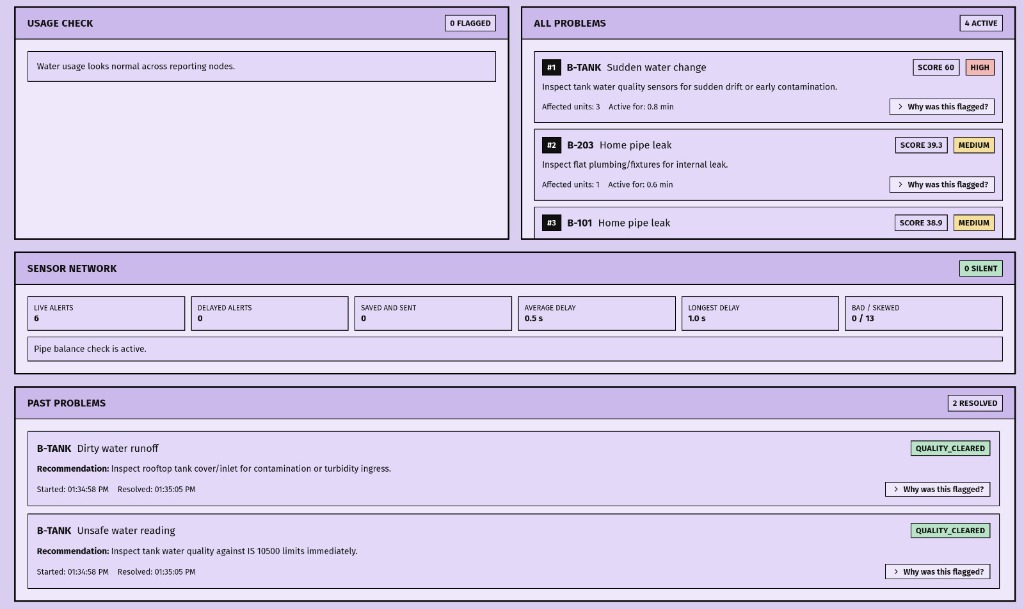 USAGE CHECK
0 FLAGGED
Water usage looks normal across reporting nodes.
ALL PROBLEMS
4 ACTIVE
#1 B-TANK Sudden water change SCORE 60 HIGH
Inspect tank water quality sensors for sudden drift or early contamination.
Affected units: 3 Active for: 0.8 min > Why was this flagged?
#2 B-203 Home pipe leak SCORE 39.3 MEDIUM
Inspect flat plumbing/fixtures for internal leak.
Affected units: 1 Active for: 0.6 min > Why was this flagged?
#3 B-101 Home pipe leak SCORE 38.9 MEDIUM
SENSOR NETWORK
0 SILENT
LIVE ALERTS
6
DELAYED ALERTS
0
SAVED AND SENT
0
AVERAGE DELAY
0.5 s
LONGEST DELAY
1.0 s
BAD / SKEWED
0 / 13
Pipe balance check is active.
PAST PROBLEMS
2 RESOLVED
B-TANK Dirty water runoff QUALITY_CLEARED
Recommendation: Inspect rooftop tank cover/inlet for contamination or turbidity ingress.
Started: 01:34:58 PM Resolved: 01:35:05 PM > Why was this flagged?
B-TANK Unsafe water reading QUALITY_CLEARED
Recommendation: Inspect tank water quality against IS 10500 limits immediately.
Started: 01:34:58 PM Resolved: 01:35:05 PM > Why was this flagged?